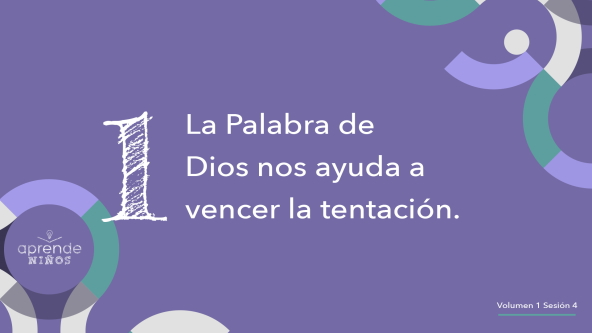 1
La Palabra de
Dios nos ayuda a
vencer la tentación.
aprende
NIÑOS
Volumen 1 Sesión 4